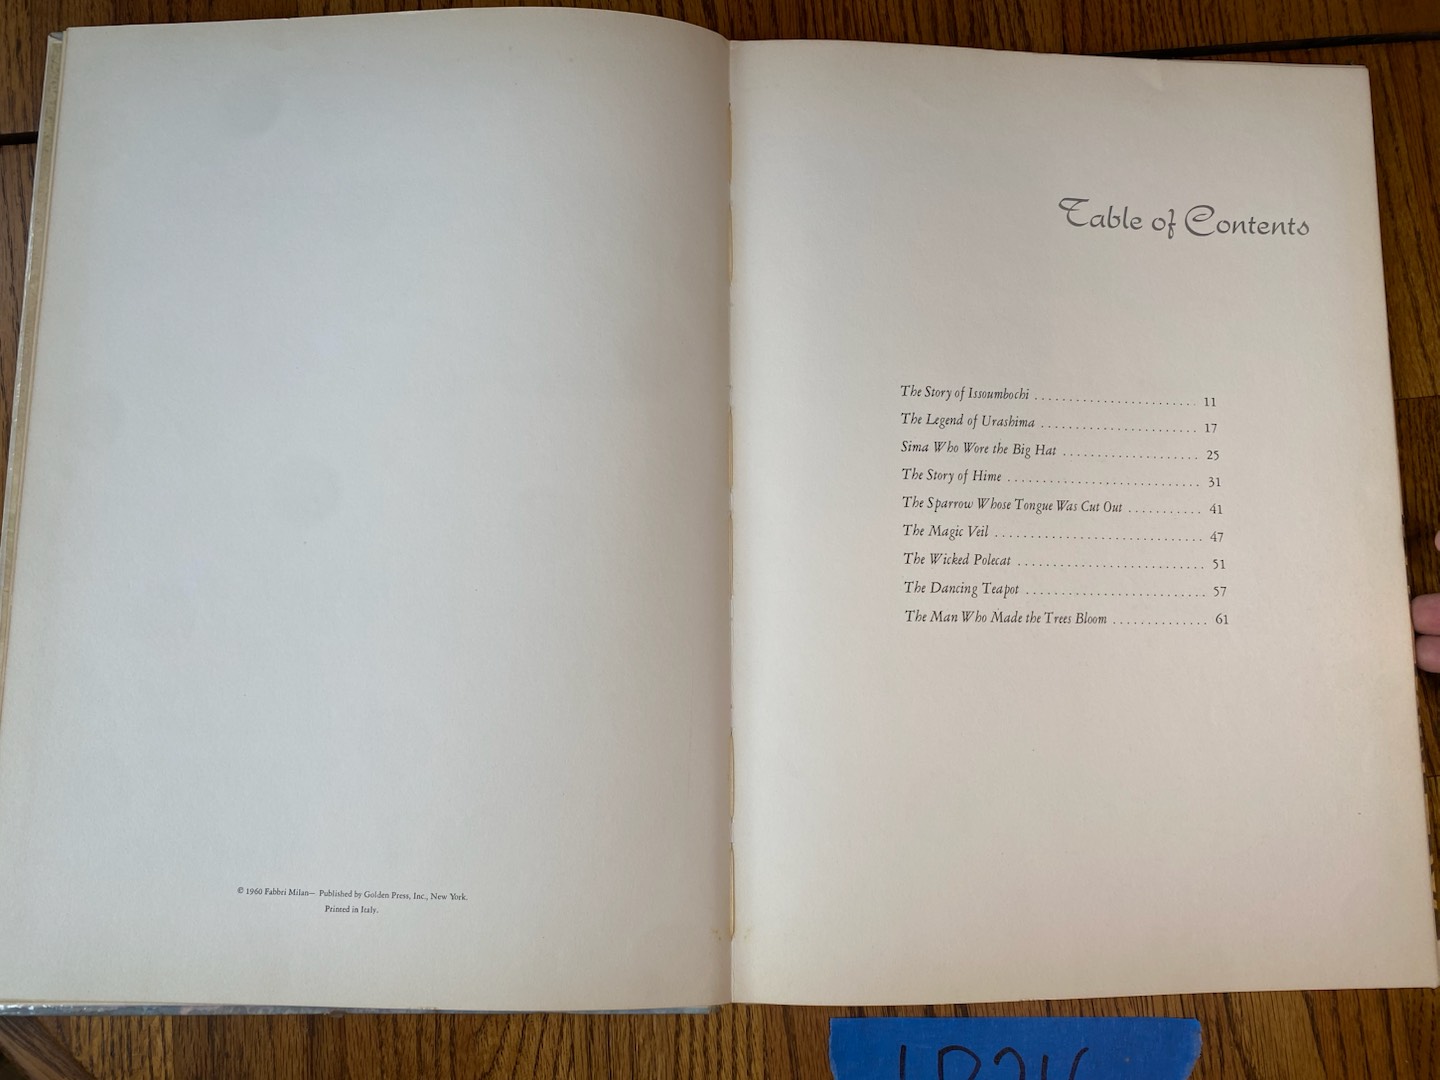 © 1960 Fabbri Milan— Published by Golden Press, Inc., New York.
Printed in Italy.
Table of Contents
The Story of Issoumbochi ........................ 11
The Legend of Urashima ........................ 17
Sima Who Wore the Big Hat ..................... 25
The Story of Hime ............................. 31
The Sparrow Whose Tongue Was Cut Out ........... 41
The Magic Veil ............................... 47
The Wicked Polecat ............................ 51
The Dancing Teapot ........................... 57
The Man Who Made the Trees Bloom .............. 61